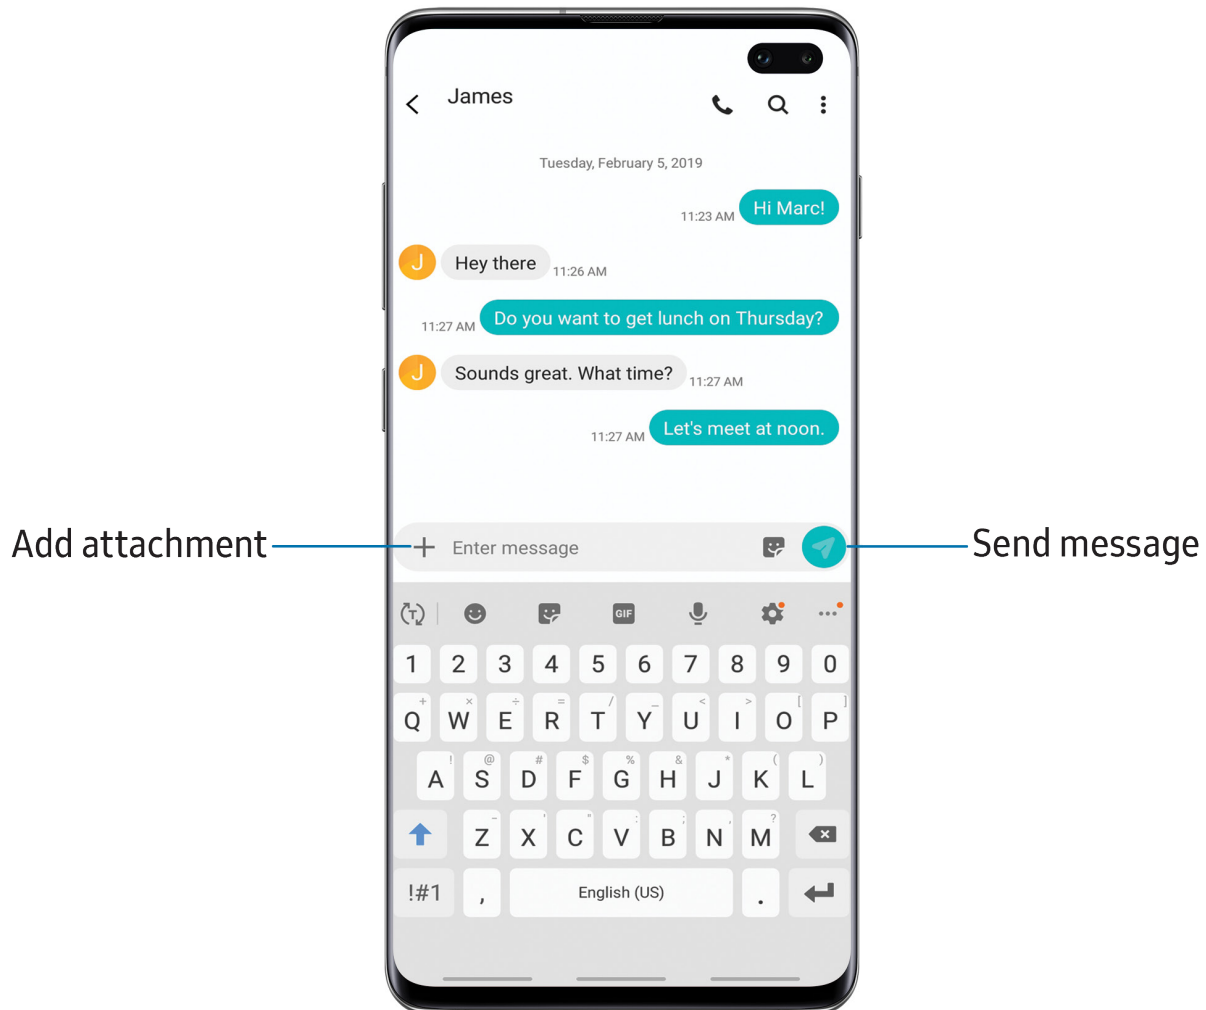 James
Tuesday, February 5, 2019
11:23 AM Hi Marc!
J Hey there 11:26 AM
11:27 AM Do you want to get lunch on Thursday?
J Sounds great. What time? 11:27 AM
11:27 AM Let's meet at noon.
Add attachment + Enter message Send message
T GIF
1 2 3 4 5 6 7 8 9 0
+ × ÷ = / _ < > [ ]
Q W E R T Y U I O P
! @ # $ % & * ( )
A S D F G H J K L
- ' " : ; , ?
Z X C V B N M
!#1 , English (US) .